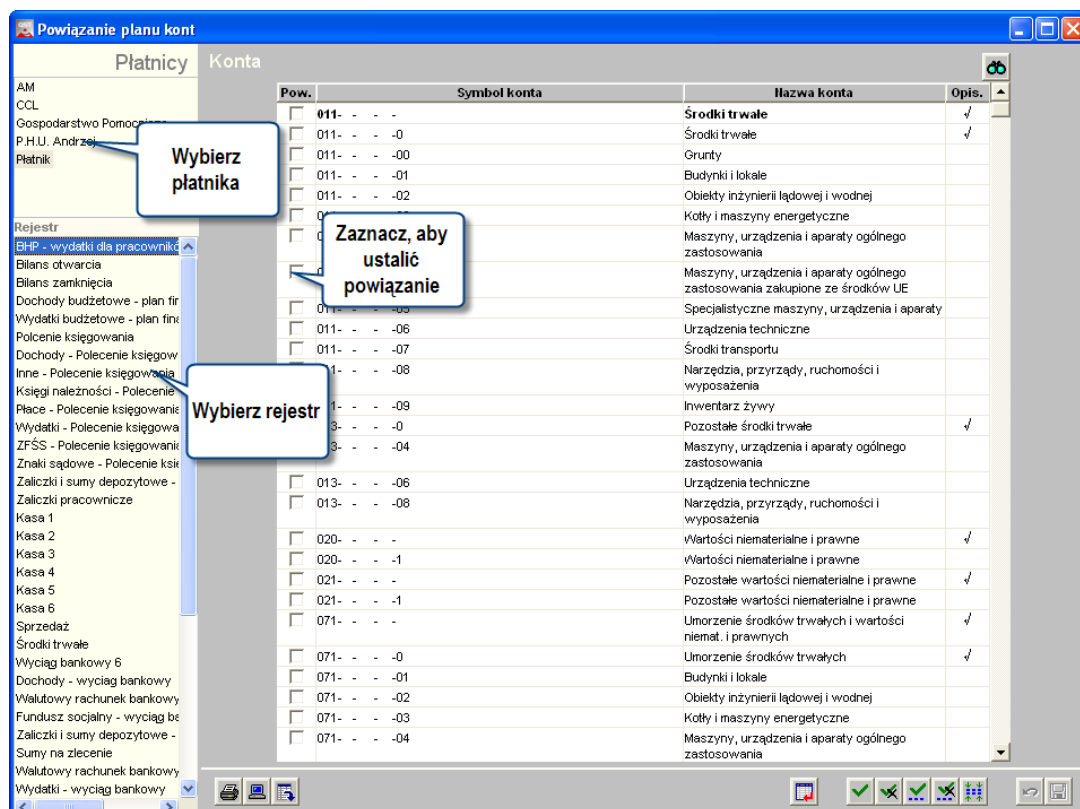 Powiązanie planu kont
Płatnicy
AM
CCL
Gospodarstwo
P.H.U. Andrzej
Płatnik
Wybierz
płatnika
Rejestr
BHP - wydatki dla pracownikó
Bilans otwarcia
Bilans zamknięcia
Dochody budżetowe - plan fir
Wydatki budżetowe - plan fina
Polcenie księgowania
Dochody - Polecenie księgow
Inne - Polecenie księgowania
Księgi należności - Polecenie
Płace - Polecenie księgowania
Wydatki - Polecenie księgowa
ZFŚS - Polecenie księgowania
Znaki sądowe - Polecenie księ
Zaliczki i sumy depozytowe -
Zaliczki pracownicze
Kasa 1
Kasa 2
Kasa 3
Kasa 4
Kasa 5
Kasa 6
Sprzedaż
Środki trwałe
Wyciąg bankowy 6
Dochody - wyciąg bankowy
Walutowy rachunek bankowy
Fundusz socjalny - wyciąg ba
Zaliczki i sumy depozytowe -
Sumy na zlecenie
Walutowy rachunek bankowy
Wydatki - wyciąg bankowy
Wybierz rejestr
Konta
Pow. Symbol konta Nazwa konta Opis.
011- - - - Środki trwałe √
011- - - -0 Środki trwałe √
011- - - -00 Grunty
011- - - -01 Budynki i lokale
011- - - -02 Obiekty inżynierii lądowej i wodnej
Kotły i maszyny energetyczne
Maszyny, urządzenia i aparaty ogólnego
zastosowania
Zaznacz, aby
ustalić
powiązanie
Maszyny, urządzenia i aparaty ogólnego
zastosowania zakupione ze środków UE
011- - - -05 Specjalistyczne maszyny, urządzenia i aparaty
011- - - -06 Urządzenia techniczne
011- - - -07 Środki transportu
- - -08 Narzędzia, przyrządy, ruchomości i
wyposażenia
- - -09 Inwentarz żywy
- - -0 Pozostałe środki trwałe √
- - -04 Maszyny, urządzenia i aparaty ogólnego
zastosowania
013- - - -06 Urządzenia techniczne
013- - - -08 Narzędzia, przyrządy, ruchomości i
wyposażenia
020- - - - Wartości niematerialne i prawne √
020- - - -1 Wartości niematerialne i prawne
021- - - - Pozostałe wartości niematerialne i prawne √
021- - - -1 Pozostałe wartości niematerialne i prawne
071- - - - Umorzenie środków trwałych i wartości √
niemat. i prawnych
071- - - -0 Umorzenie środków trwałych √
071- - - -01 Budynki i lokale
071- - - -02 Obiekty inżynierii lądowej i wodnej
071- - - -03 Kotły i maszyny energetyczne
071- - - -04 Maszyny, urządzenia i aparaty ogólnego
zastosowania